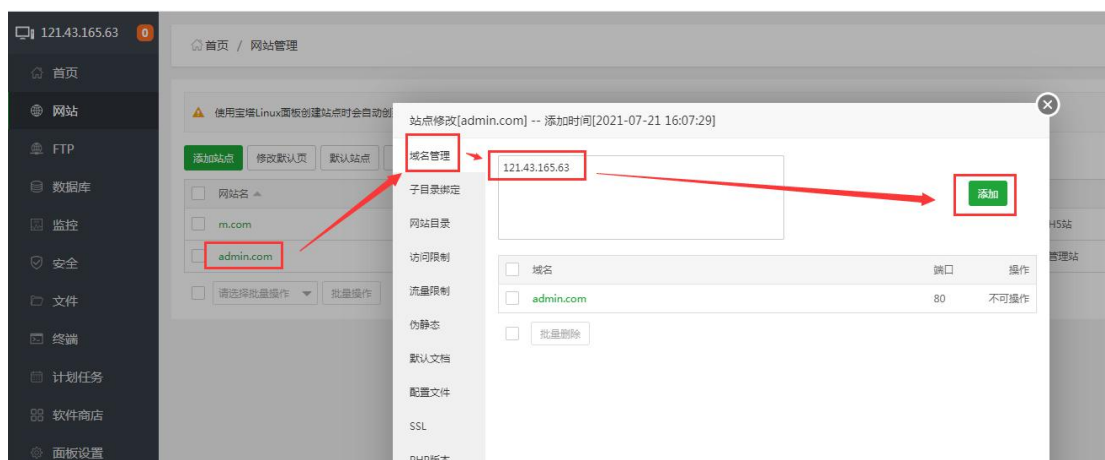 121.43.165.63 0
首页
网站
FTP
数据库
监控
安全
文件
终端
计划任务
软件商店
面板设置
首页 / 网站管理
使用宝塔Linux面板创建站点时会自动创
添加站点 修改默认页 默认站点
网站名
m.com
H5站
admin.com
管理站
请选择批量操作 批量操作
站点修改[admin.com] -- 添加时间[2021-07-21 16:07:29]
域名管理
子目录绑定
网站目录
访问限制
流量限制
伪静态
默认文档
配置文件
SSL
PHP版本
121.43.165.63
添加
域名 端口 操作
admin.com 80 不可操作
批量删除